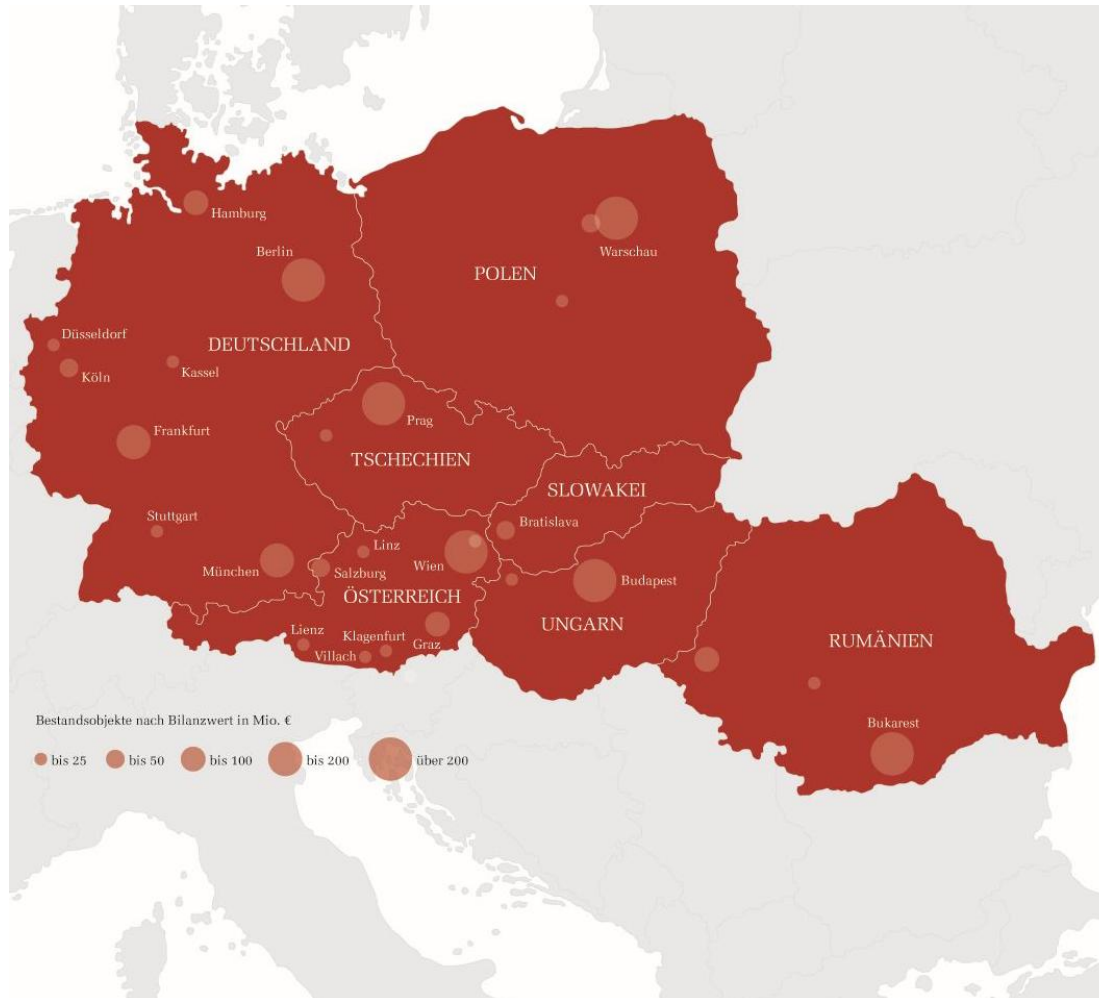 Hamburg
Berlin
Warschau
POLEN
Düsseldorf
DEUTSCHLAND
Kassel
Köln
Prag
Frankfurt
TSCHECHIEN
SLOWAKEI
Stuttgart
Bratislava
Linz
Wien
München
Salzburg
Budapest
ÖSTERREICH
UNGARN
Lienz
Klagenfurt
Graz
Villach
RUMÄNIEN
Bukarest
Bestandsobjekte nach Bilanzwert in Mio. €
bis 25 bis 50 bis 100 bis 200 über 200